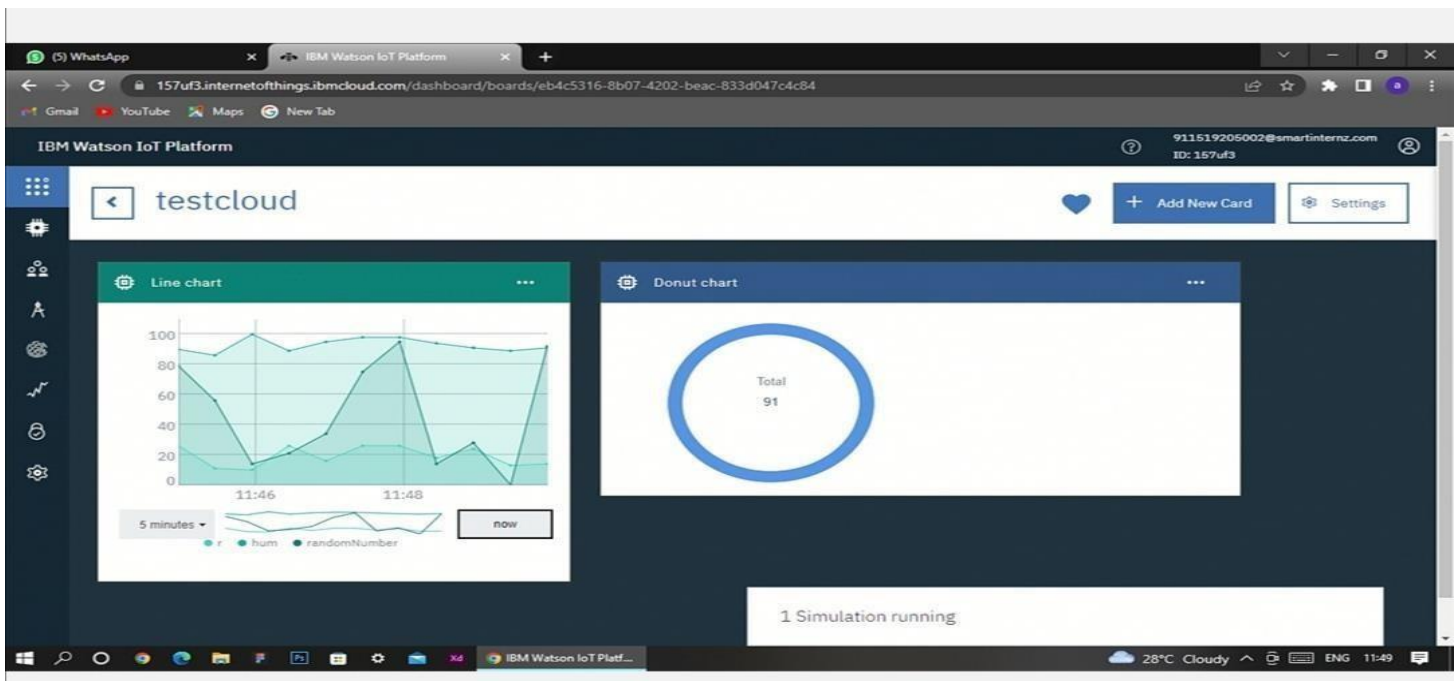 (5) WhatsApp
IBM Watson IoT Platform
157uf3.internetofthings.ibmcloud.com/dashboard/boards/eb4c5316-8b07-4202-beac-833d047c4c84
a
Gmail
YouTube
Maps
New Tab
IBM Watson IoT Platform
911519205002@smartinternz.com
ID: 157uf3
testcloud
+ Add New Card
Settings
Line chart
100
80
60
40
20
0
11:46
11:48
5 minutes
now
r
hum
randomNumber
Donut chart
Total
91
1 Simulation running
Ps
Xd
IBM Watson IoT Platf...
28°C Cloudy
ENG
11:49